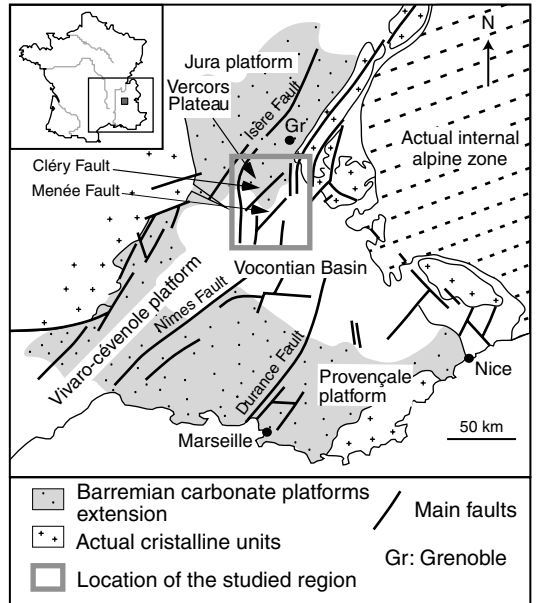 N
Jura platform
Vercors
Plateau
Isère Fault
Gr
Actual internal
alpine zone
Cléry Fault
Menée Fault
Vocontian Basin
Vivaro-cévenole platform
Nîmes Fault
Durance Fault
Provençale
platform
Nice
Marseille
50 km
Barremian carbonate platforms
extension
Actual cristalline units
Location of the studied region
Main faults
Gr: Grenoble